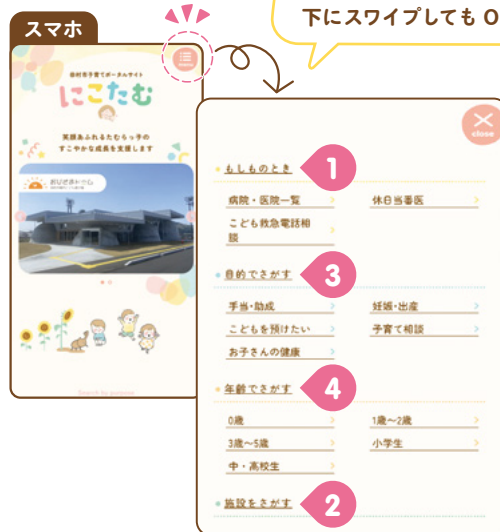 下にスワイプしても O
スマホ
menu
田村市子育てポータルサイト
にこたむ
笑顔あふれるたむらっ子の
すこやかな成長を支援します
おひさまドーム
Search by purpose
close
もしものとき
1
病院・医院一覧
休日当番医
こども救急電話相
談
目的でさがす
3
手当・助成
妊娠・出産
こどもを預けたい
子育て相談
お子さんの健康
年齢でさがす
4
0歳
1歳〜2歳
3歳〜5歳
小学生
中・高校生
施設をさがす
2